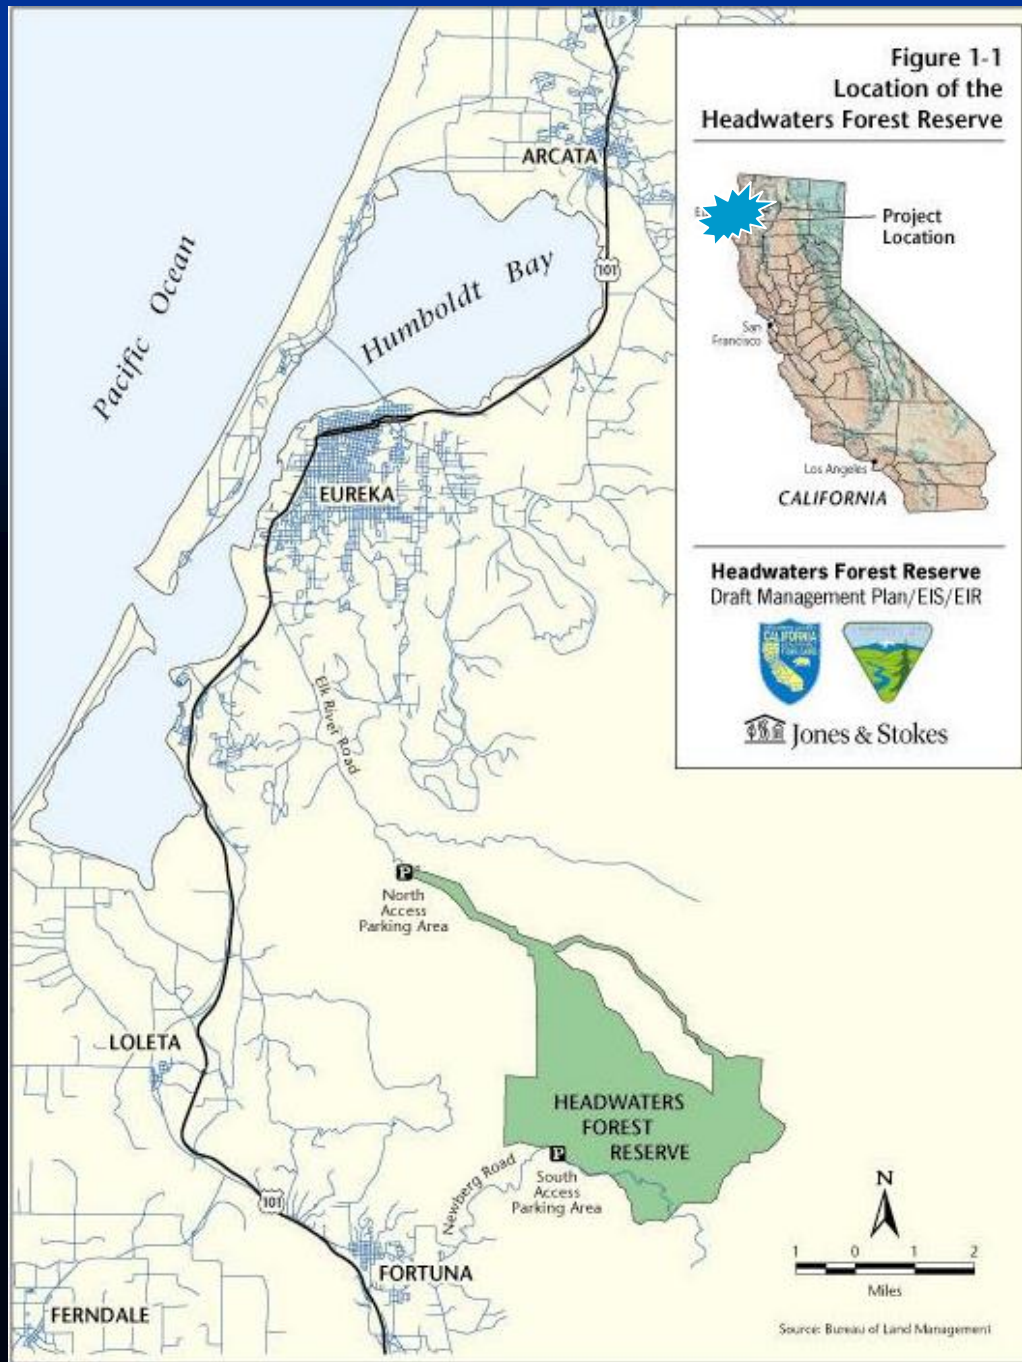 Figure 1-1
Location of the
Headwaters Forest Reserve
Project
Location
San
Francisco
Los Angeles
CALIFORNIA
Headwaters Forest Reserve
Draft Management Plan/EIS/EIR
CALIFORNIA
Jones & Stokes
ARCATA
Pacific Ocean
Humboldt Bay
101
EUREKA
Elk River Road
P
North
Access
Parking Area
LOLETA
HEADWATERS
FOREST
RESERVE
P
South
Access
Parking Area
Newberg Road
101
FORTUNA
FERNDALE
N
1 0 1 2
Miles
Source: Bureau of Land Management